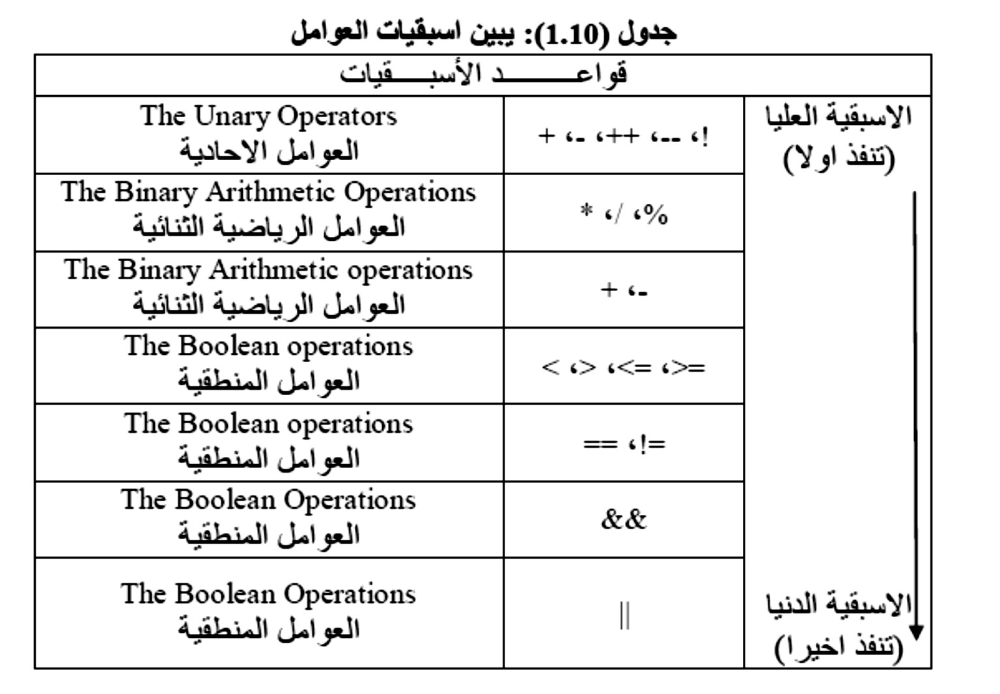 جدول (1.10): يبين اسبقيات العوامل
قواعــــــــد الأسبـــــقيات
الاسبقية العليا
(تنفذ اولا)
+ ،- ،++ ،-- ،!
The Unary Operators
العوامل الاحادية
* ،/ ،%
The Binary Arithmetic Operations
العوامل الرياضية الثنائية
+ ،-
The Binary Arithmetic operations
العوامل الرياضية الثنائية
< ،> ،<= ،>=
The Boolean operations
العوامل المنطقية
== ،!=
The Boolean operations
العوامل المنطقية
&&
The Boolean Operations
العوامل المنطقية
||
The Boolean Operations
العوامل المنطقية
الاسبقية الدنيا
(تنفذ اخيرا)